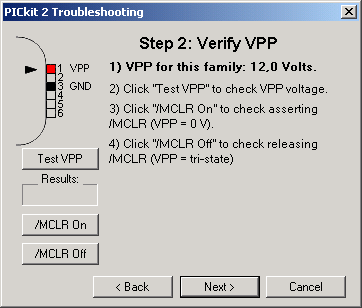 PICkit 2 Troubleshooting
Step 2: Verify VPP
1 VPP
2
3 GND
4
5
6
1) VPP for this family: 12,0 Volts.
2) Click "Test VPP" to check VPP voltage.
3) Click "/MCLR On" to check asserting
/MCLR (VPP = 0 V).
4) Click "/MCLR Off" to check releasing
/MCLR (VPP = tri-state)
Test VPP
Results:
/MCLR On
/MCLR Off
< Back
Next >
Cancel